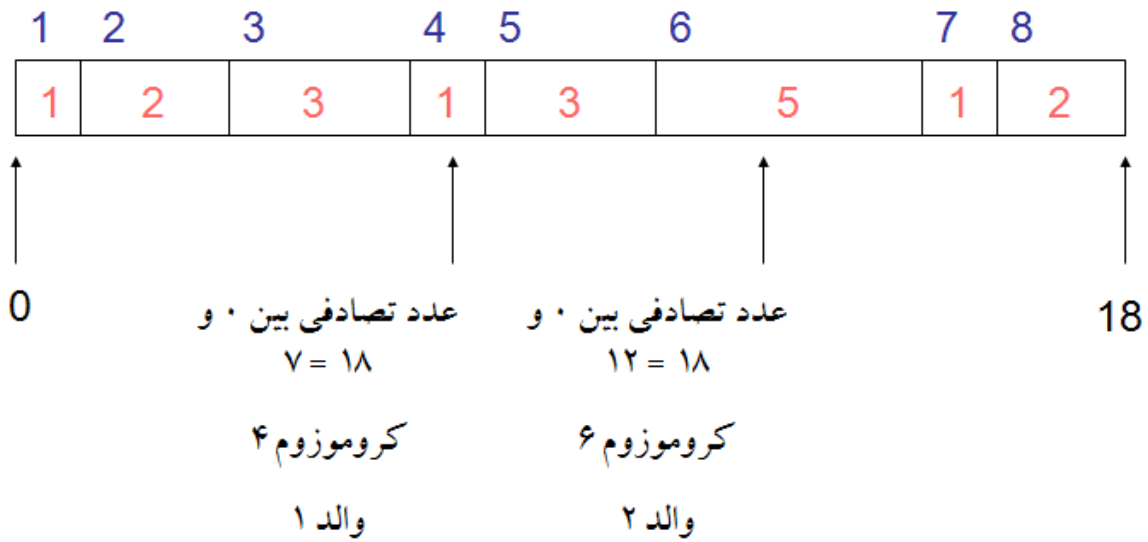 1 2 3 4 5 6 7 8
1 2 3 1 3 5 1 2
0
عدد تصادفی بین ۰ و
۱۸ = ۷
کروموزوم ۴
والد ۱
عدد تصادفی بین ۰ و
۱۸ = ۱۲
کروموزوم ۶
والد ۲
18